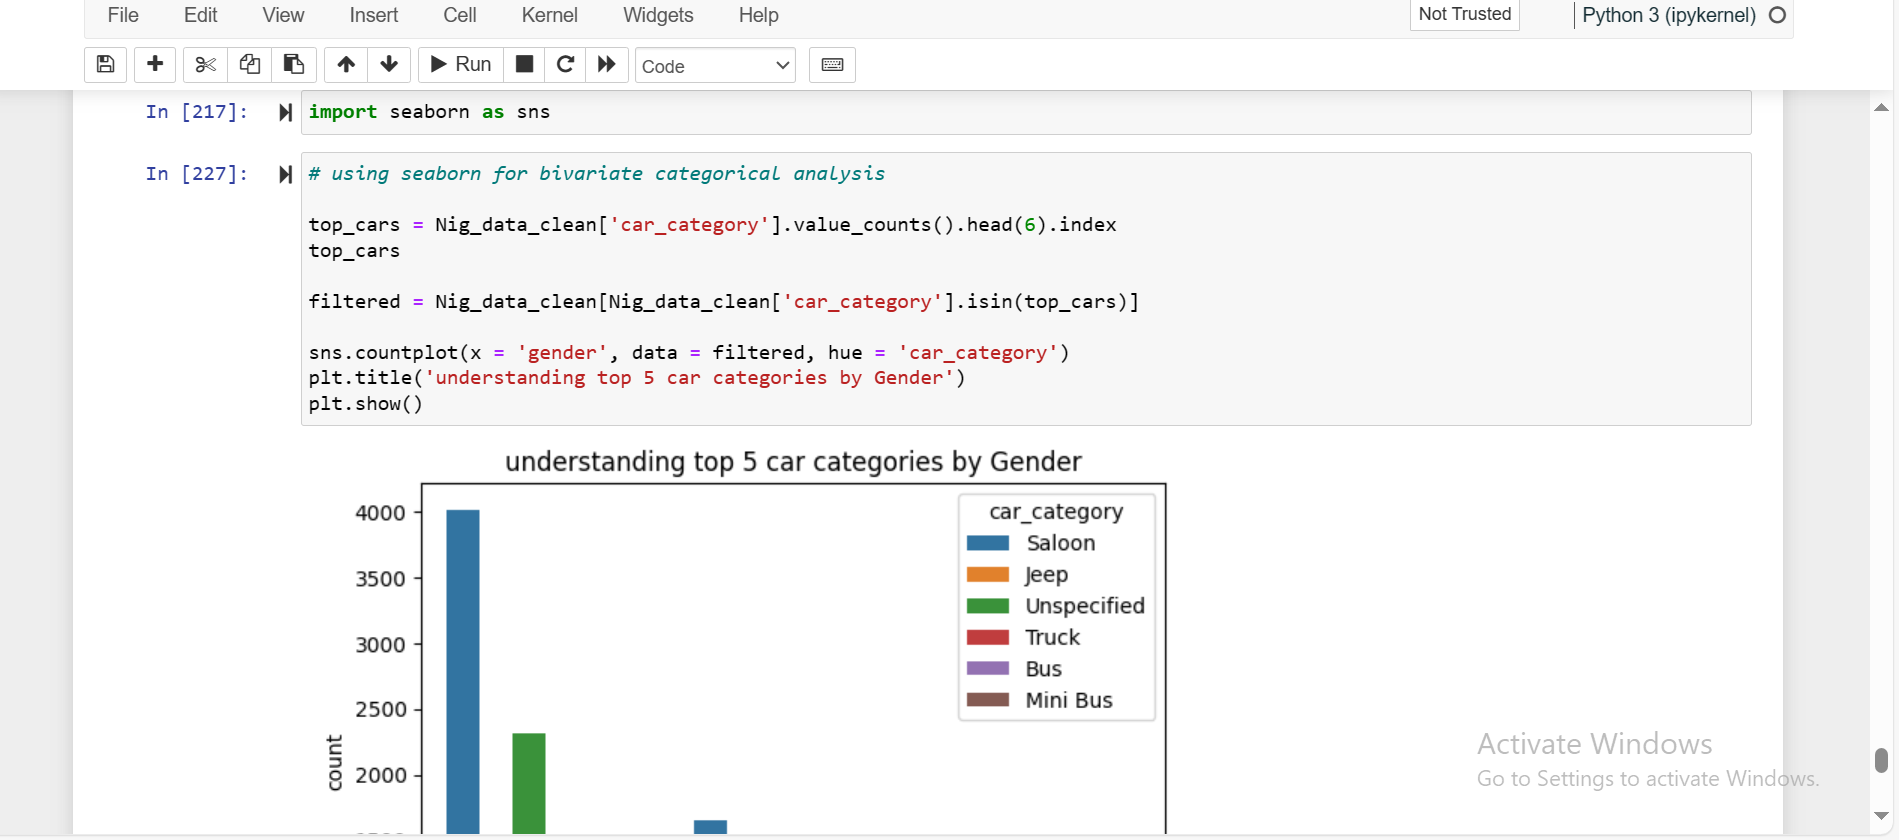 File Edit View Insert Cell Kernel Widgets Help Not Trusted Python 3 (ipykernel)
Run Code
In [217]: import seaborn as sns
In [227]: # using seaborn for bivariate categorical analysis
top_cars = Nig_data_clean['car_category'].value_counts().head(6).index
top_cars
filtered = Nig_data_clean[Nig_data_clean['car_category'].isin(top_cars)]
sns.countplot(x = 'gender', data = filtered, hue = 'car_category')
plt.title('understanding top 5 car categories by Gender')
plt.show()
understanding top 5 car categories by Gender
4000
3500
3000
2500
2000
count
car_category
Saloon
Jeep
Unspecified
Truck
Bus
Mini Bus
Activate Windows
Go to Settings to activate Windows.